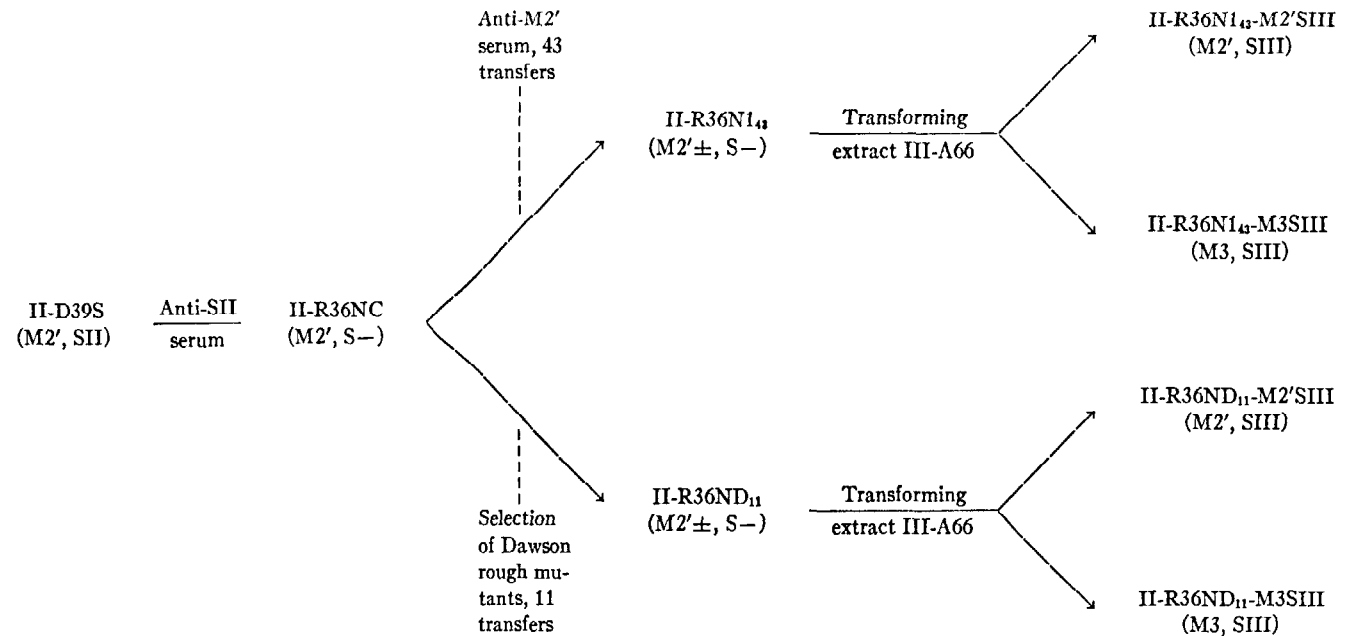 Anti-M2′
serum, 43
transfers
II-R36N1₄₃-M2′SIII
(M2′, SIII)
II-R36N1₄₃
(M2′±, S−)
Transforming
extract III-A66
II-R36N1₄₃-M3SIII
(M3, SIII)
II-D39S
(M2′, SII)
Anti-SII
serum
II-R36NC
(M2′, S−)
II-R36ND₁₁-M2′SIII
(M2′, SIII)
II-R36ND₁₁
(M2′±, S−)
Transforming
extract III-A66
Selection
of Dawson
rough mu-
tants, 11
transfers
II-R36ND₁₁-M3SIII
(M3, SIII)